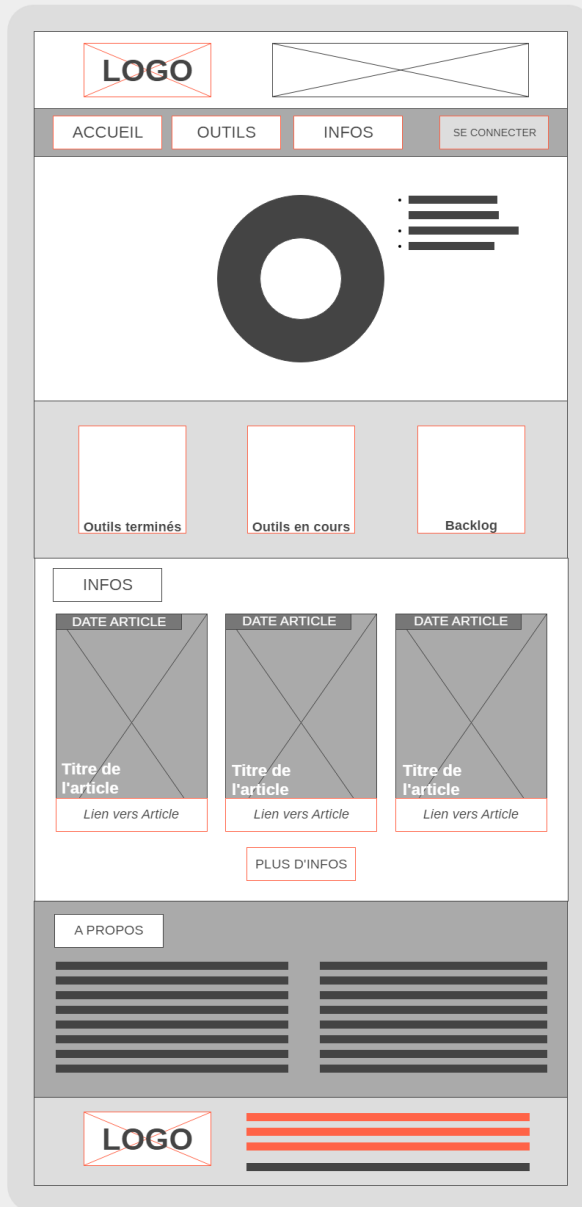 LOGO
ACCUEIL
OUTILS
INFOS
SE CONNECTER
Outils terminés
Outils en cours
Backlog
INFOS
DATE ARTICLE
DATE ARTICLE
DATE ARTICLE
Titre de
l'article
Titre de
l'article
Titre de
l'article
Lien vers Article
Lien vers Article
Lien vers Article
PLUS D'INFOS
A PROPOS
LOGO